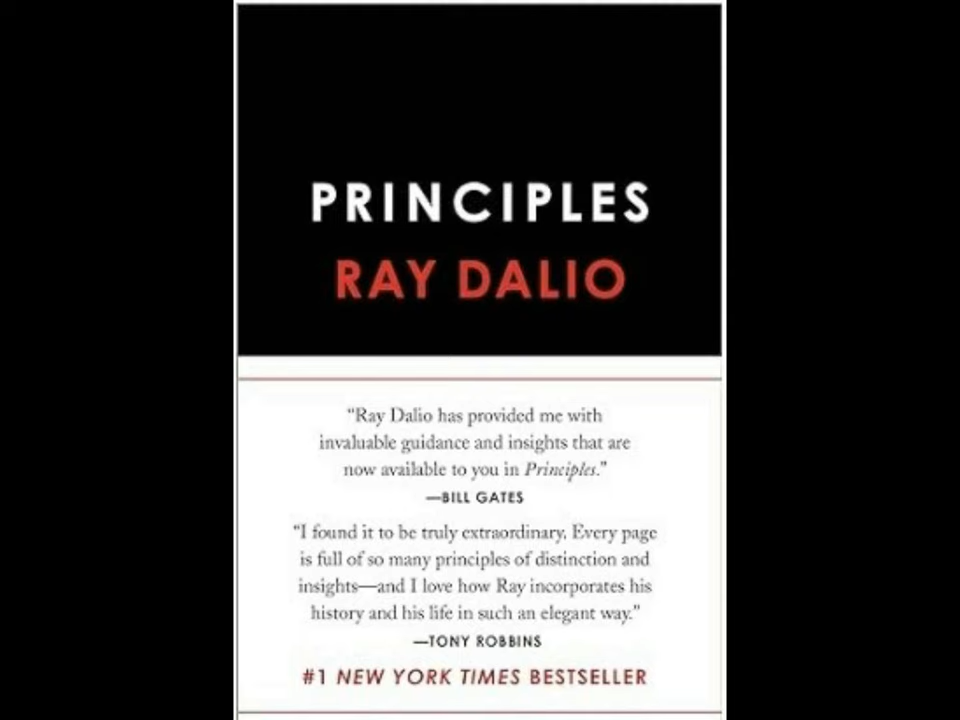 PRINCIPLES
RAY DALIO
“Ray Dalio has provided me with
invaluable guidance and insights that are
now available to you in Principles.”
—BILL GATES
“I found it to be truly extraordinary. Every page
is full of so many principles of distinction and
insights—and I love how Ray incorporates his
history and his life in such an elegant way.”
—TONY ROBBINS
#1 NEW YORK TIMES BESTSELLER